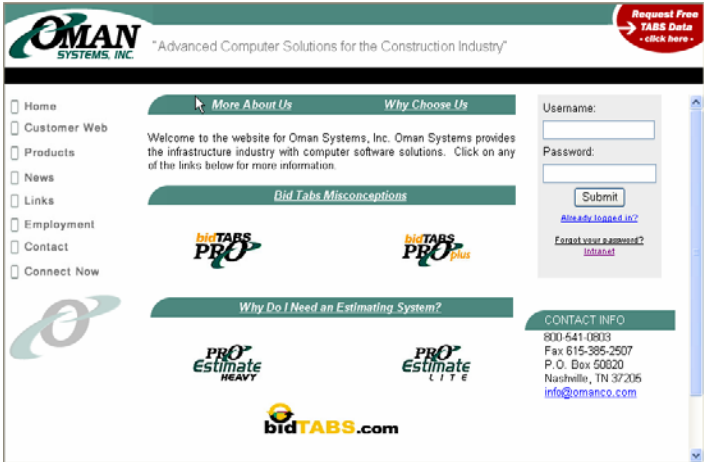 OMAN
SYSTEMS, INC.
"Advanced Computer Solutions for the Construction Industry"
Request Free
TABS Data
- click here -
Home
Customer Web
Products
News
Links
Employment
Contact
Connect Now
More About Us
Why Choose Us
Welcome to the website for Oman Systems, Inc. Oman Systems provides
the infrastructure industry with computer software solutions. Click on any
of the links below for more information.
Bid Tabs Misconceptions
bidTABS
PRO
bidTABS
PRO plus
Why Do I Need an Estimating System?
PRO
Estimate
HEAVY
PRO
Estimate
LITE
bidTABS.com
Username:
Password:
Submit
Already logged in?
Forgot your password?
Intranet
CONTACT INFO
800-541-0803
Fax 615-385-2507
P.O. Box 50820
Nashville, TN 37205
info@omanco.com